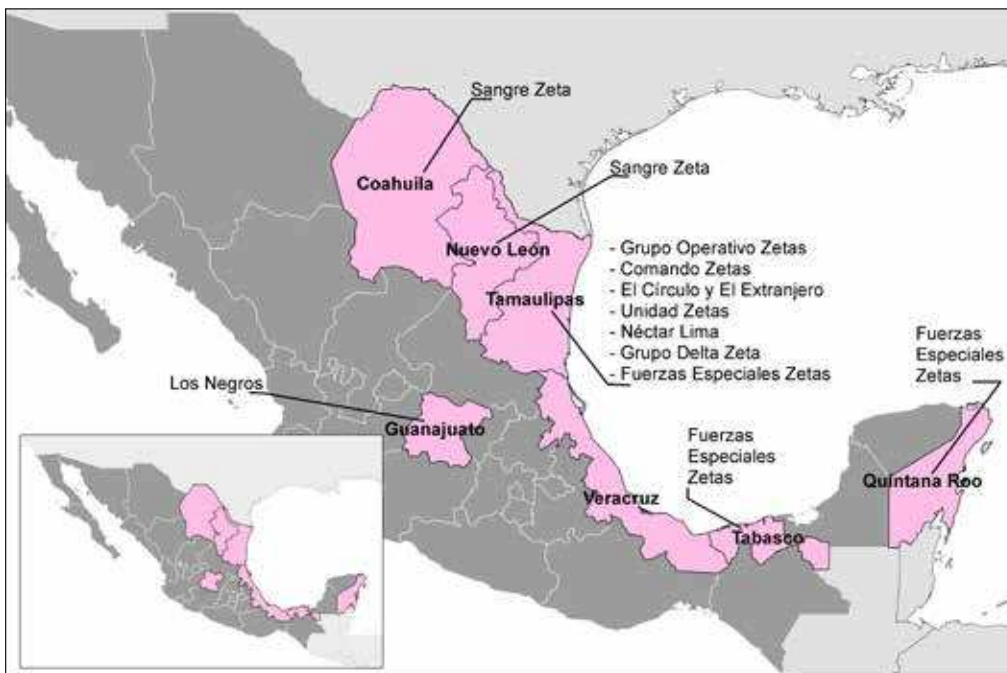 Sangre Zeta
Coahuila
Sangre Zeta
Nuevo León
Tamaulipas
- Grupo Operativo Zetas
- Comando Zetas
- El Círculo y El Extranjero
- Unidad Zetas
- Néctar Lima
- Grupo Delta Zeta
- Fuerzas Especiales Zetas
Los Negros
Guanajuato
Veracruz
Fuerzas
Especiales
Zetas
Tabasco
Fuerzas
Especiales
Zetas
Quintana Roo